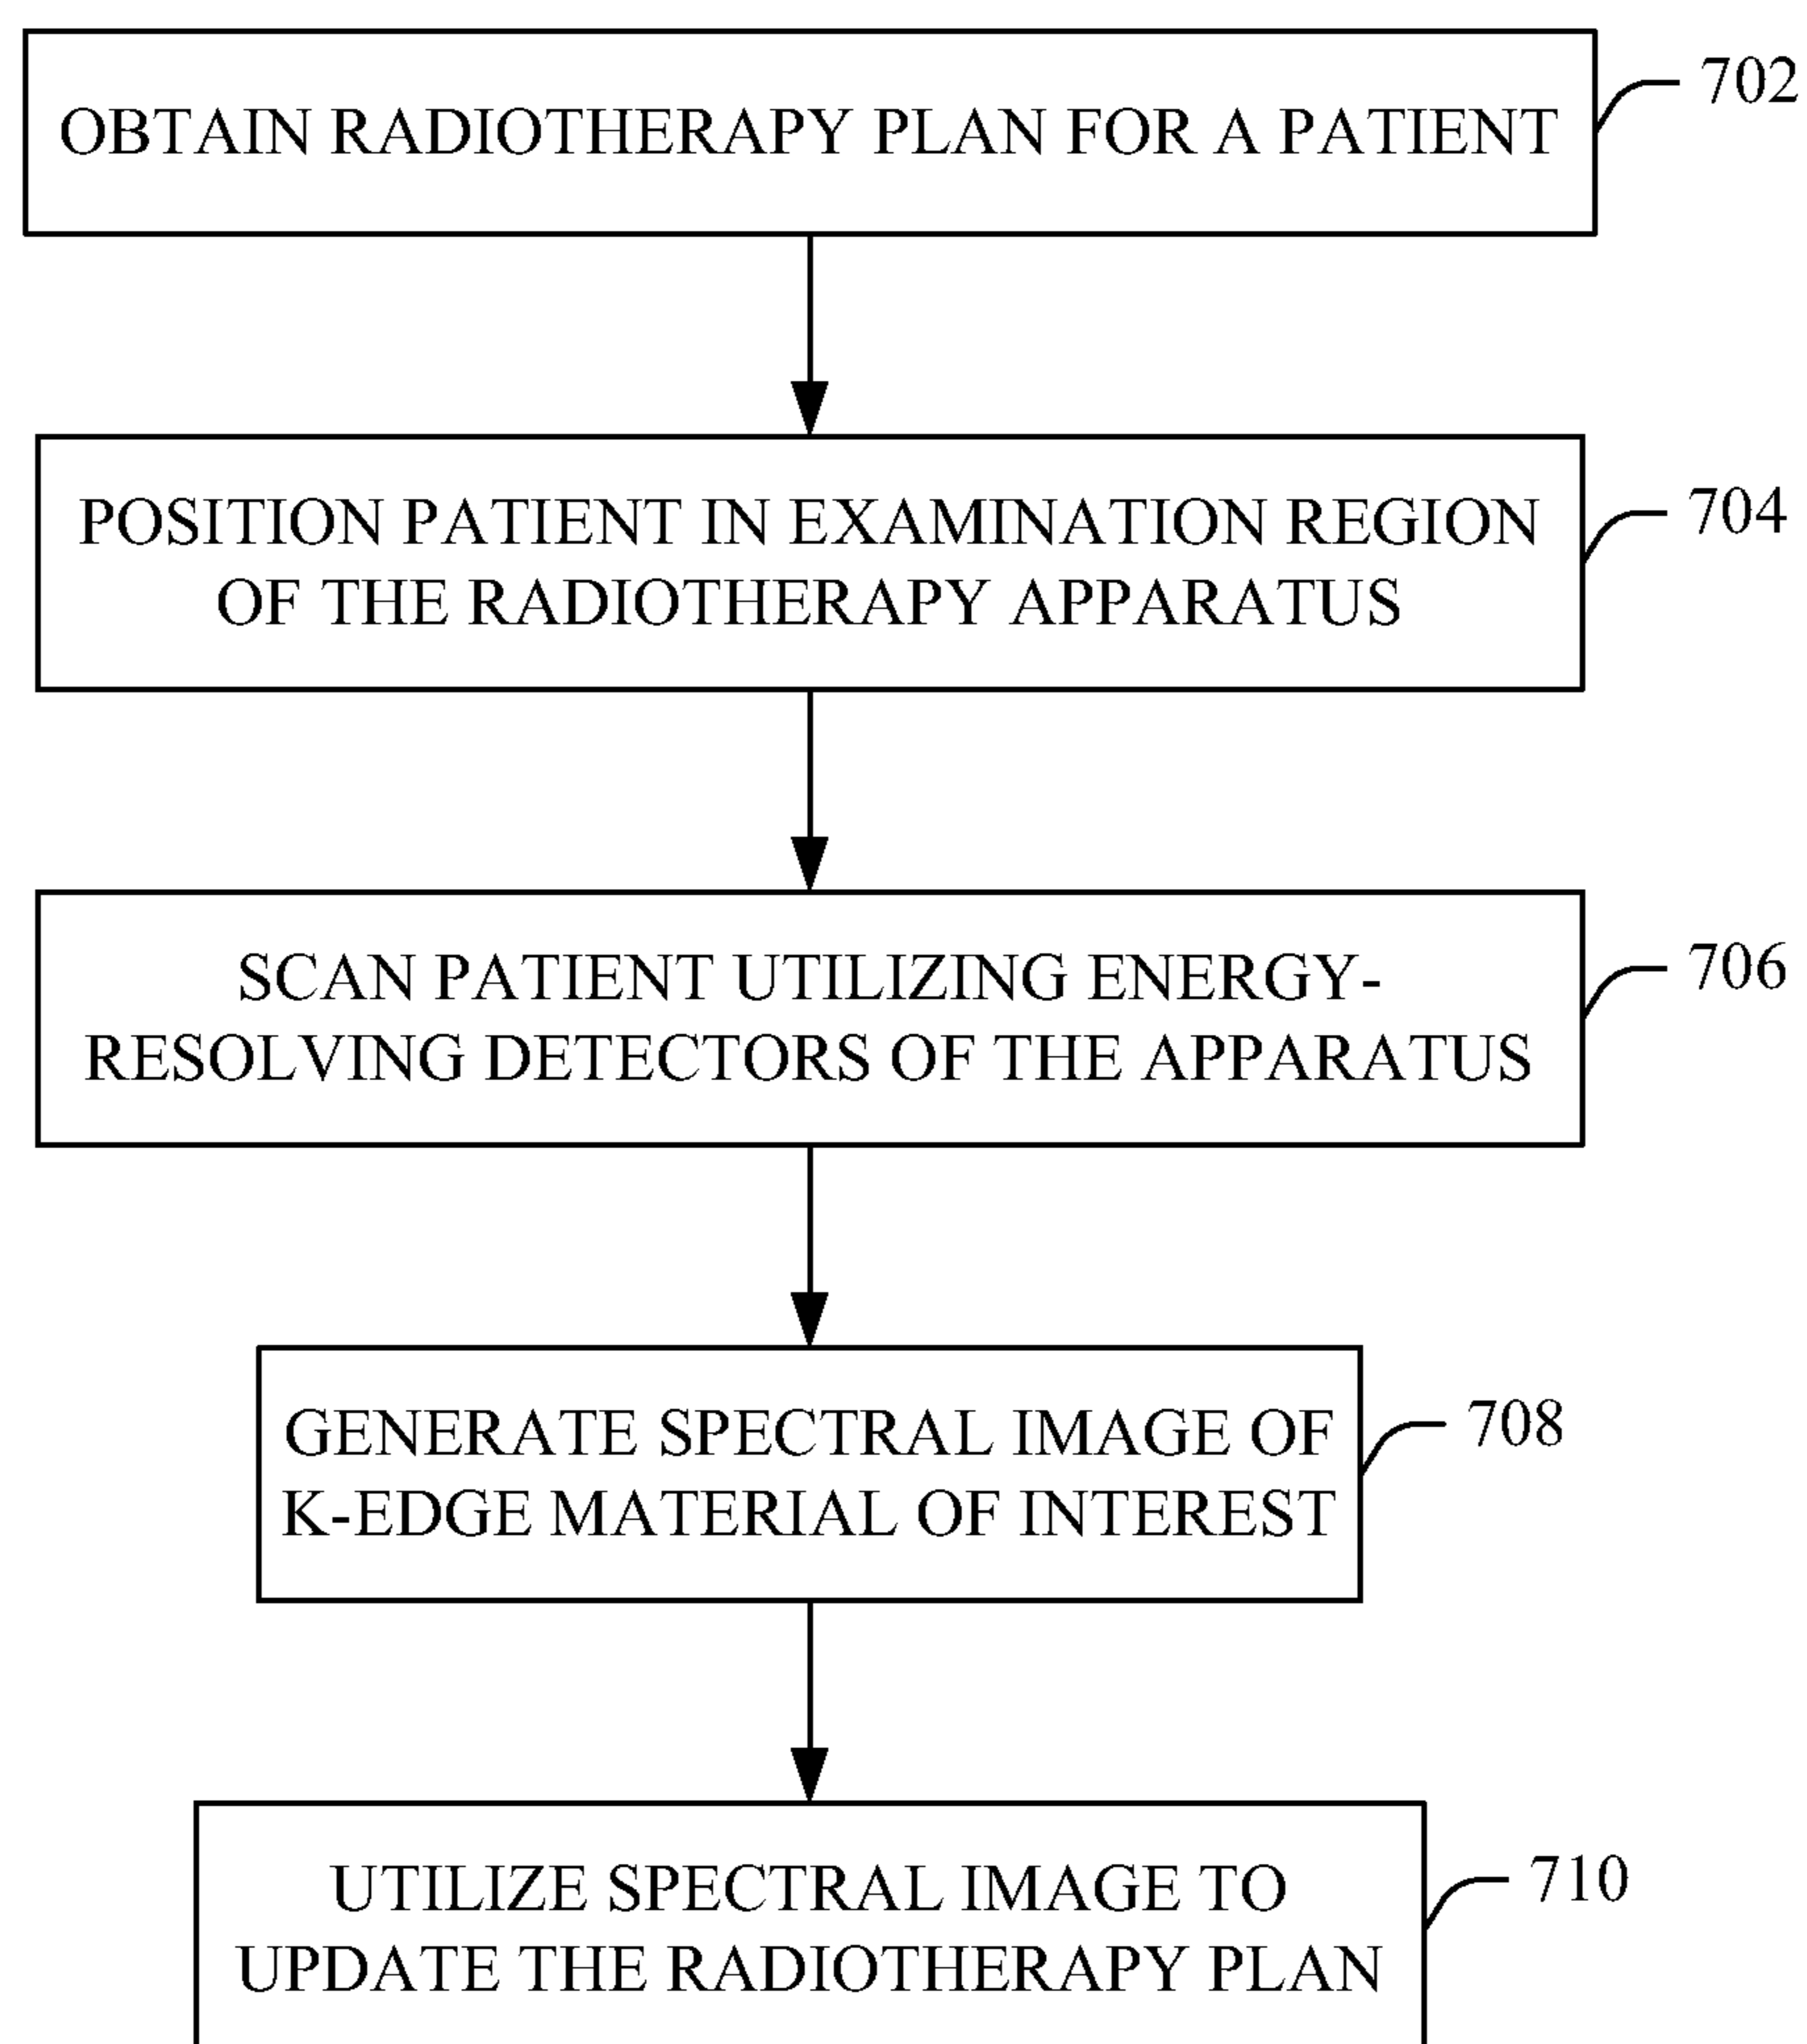 OBTAIN RADIOTHERAPY PLAN FOR A PATIENT
702
POSITION PATIENT IN EXAMINATION REGION
OF THE RADIOTHERAPY APPARATUS
704
SCAN PATIENT UTILIZING ENERGY-
RESOLVING DETECTORS OF THE APPARATUS
706
GENERATE SPECTRAL IMAGE OF
K-EDGE MATERIAL OF INTEREST
708
UTILIZE SPECTRAL IMAGE TO
UPDATE THE RADIOTHERAPY PLAN
710